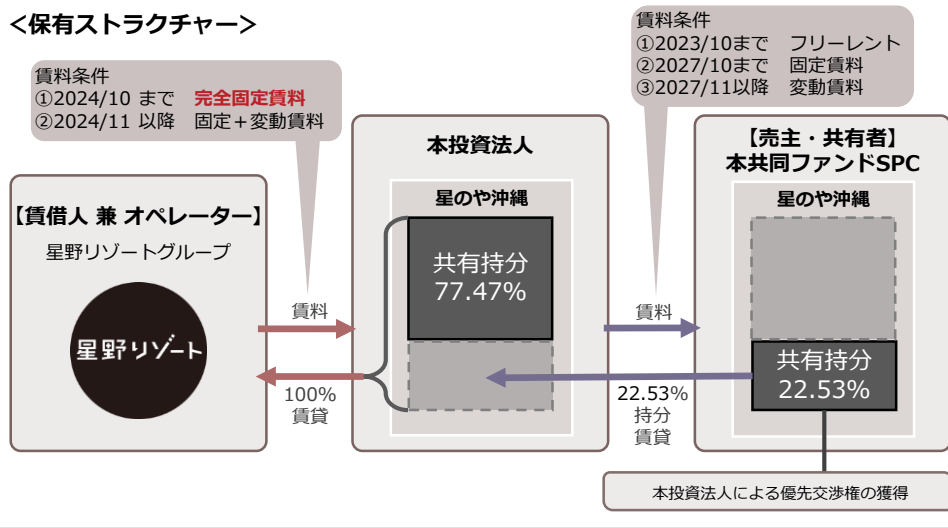 ＜保有ストラクチャー＞
賃料条件
①2024/10 まで　完全固定賃料
②2024/11 以降　固定＋変動賃料
賃料条件
①2023/10まで　フリーレント
②2027/10まで　固定賃料
③2027/11以降　変動賃料
【賃借人 兼 オペレーター】
星野リゾートグループ
星野リゾート
賃料
100%
賃貸
本投資法人
星のや沖縄
共有持分
77.47%
賃料
22.53%
持分
賃貸
【売主・共有者】
本共同ファンドSPC
星のや沖縄
共有持分
22.53%
本投資法人による優先交渉権の獲得